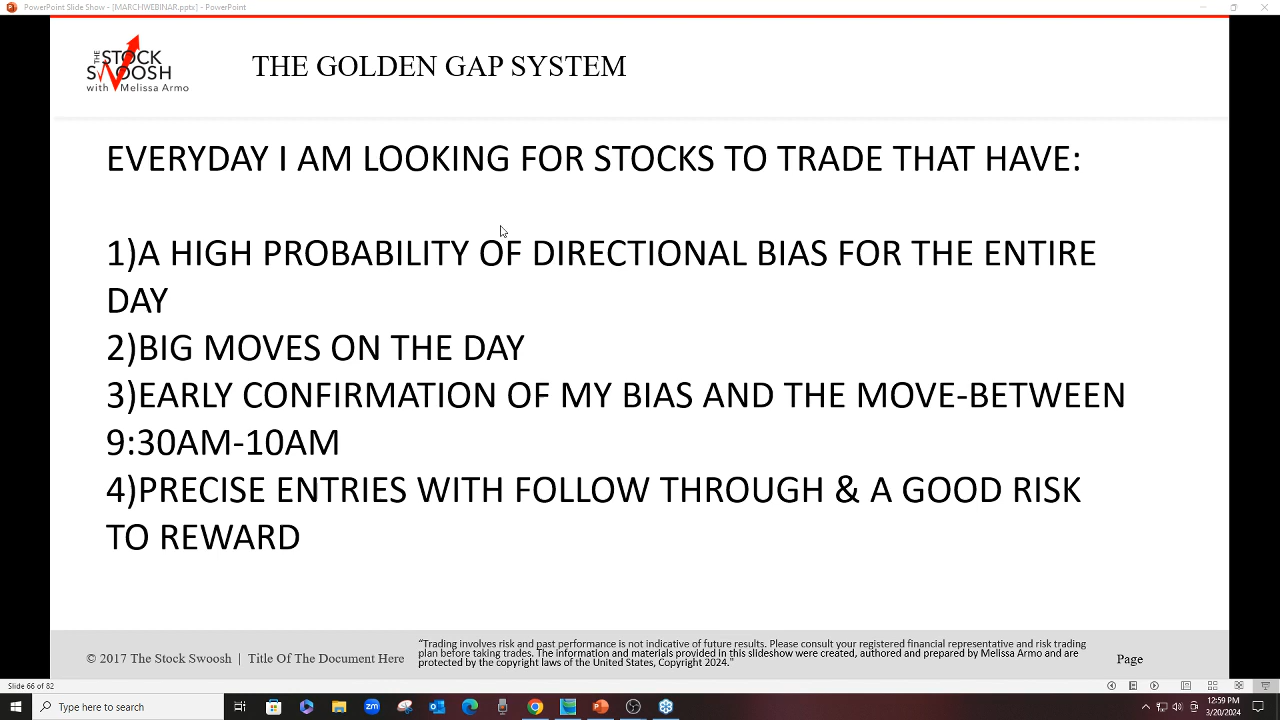 PowerPoint Slide Show - [MARCHWEBINAR.pptx] - PowerPoint
THE STOCK
SWOOSH
with Melissa Armo
THE GOLDEN GAP SYSTEM
EVERYDAY I AM LOOKING FOR STOCKS TO TRADE THAT HAVE:
1)A HIGH PROBABILITY OF DIRECTIONAL BIAS FOR THE ENTIRE
DAY
2)BIG MOVES ON THE DAY
3)EARLY CONFIRMATION OF MY BIAS AND THE MOVE-BETWEEN
9:30AM-10AM
4)PRECISE ENTRIES WITH FOLLOW THROUGH & A GOOD RISK
TO REWARD
© 2017 The Stock Swoosh | Title Of The Document Here
"Trading involves risk and past performance is not indicative of future results. Please consult your registered financial representative and risk trading
plan before taking trades. The information and materials provided in this slideshow were created, authored and prepared by Melissa Armo and are
protected by the copyright laws of the United States, Copyright 2024."
Page
Slide 66 of 82
Type here to search
zm
12:59 PM
3/20/2024